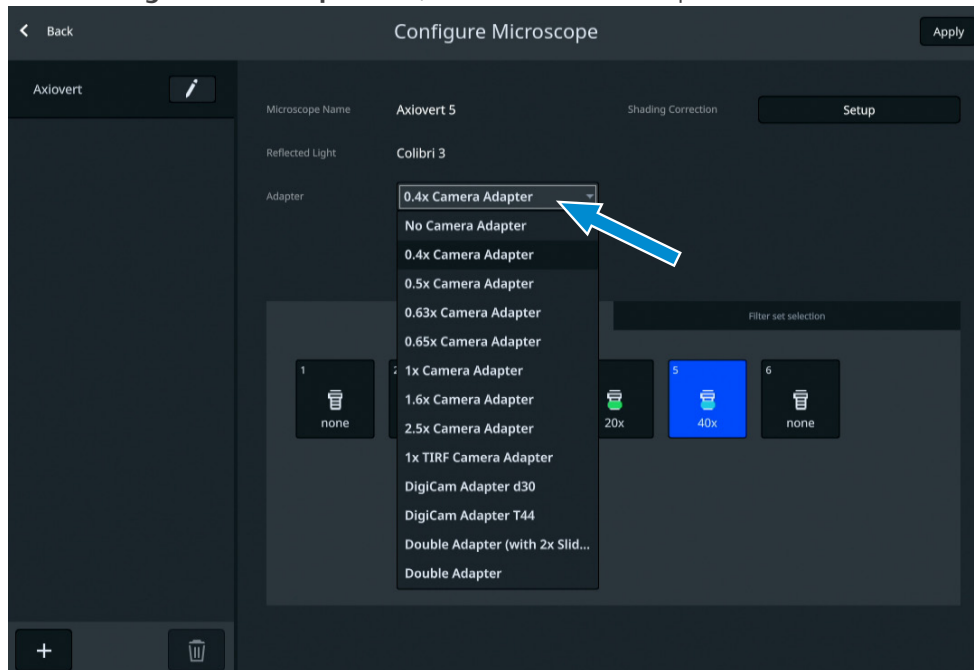 Back
Configure Microscope
Apply
Axiovert
Microscope Name
Axiovert 5
Shading Correction
Setup
Reflected Light
Colibri 3
Adapter
0.4x Camera Adapter
No Camera Adapter
0.4x Camera Adapter
0.5x Camera Adapter
0.63x Camera Adapter
0.65x Camera Adapter
1x Camera Adapter
1.6x Camera Adapter
2.5x Camera Adapter
1x TIRF Camera Adapter
DigiCam Adapter d30
DigiCam Adapter T44
Double Adapter (with 2x Slid...
Double Adapter
Filter set selection
1
none
2
20x
5
40x
6
none